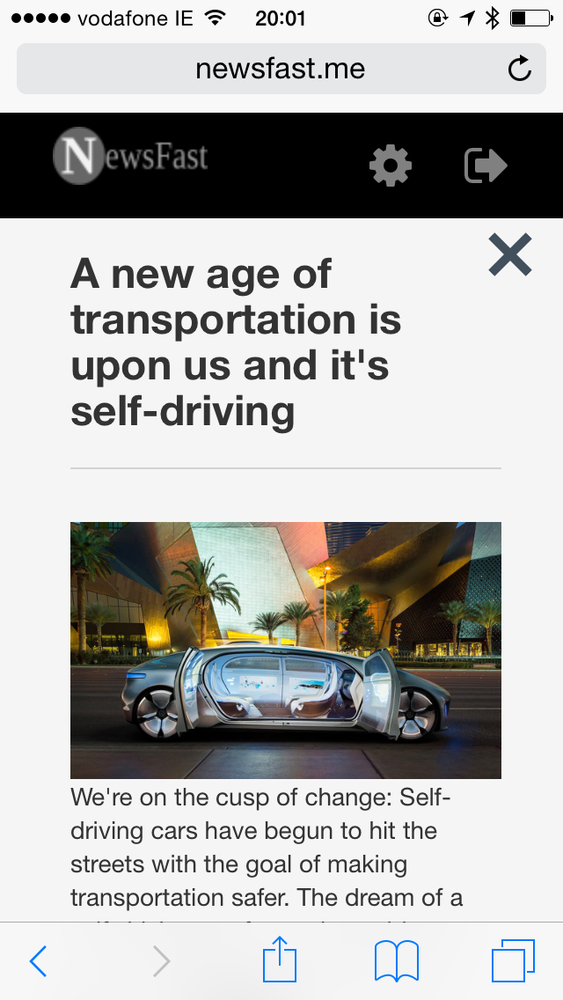 vodafone IE 20:01
newsfast.me
NewsFast
A new age of
transportation is
upon us and it's
self-driving
We're on the cusp of change: Self-
driving cars have begun to hit the
streets with the goal of making
transportation safer. The dream of a